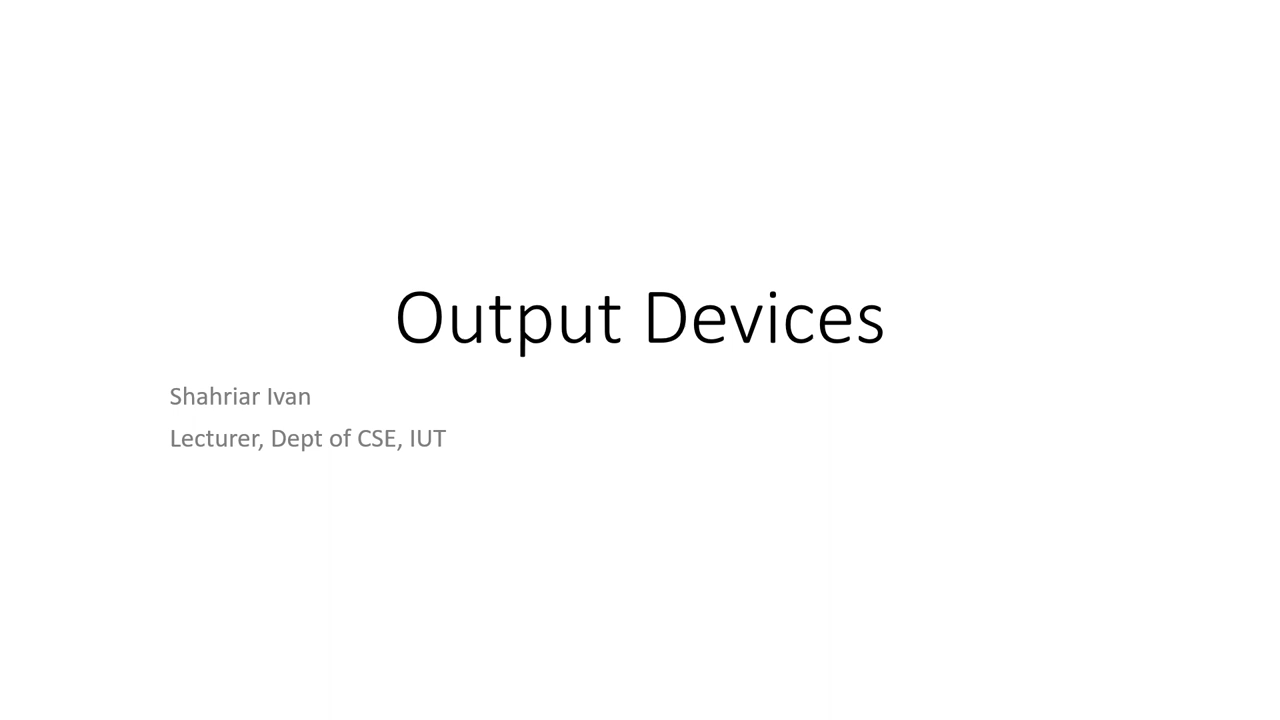 Output Devices
Shahriar Ivan
Lecturer, Dept of CSE, IUT